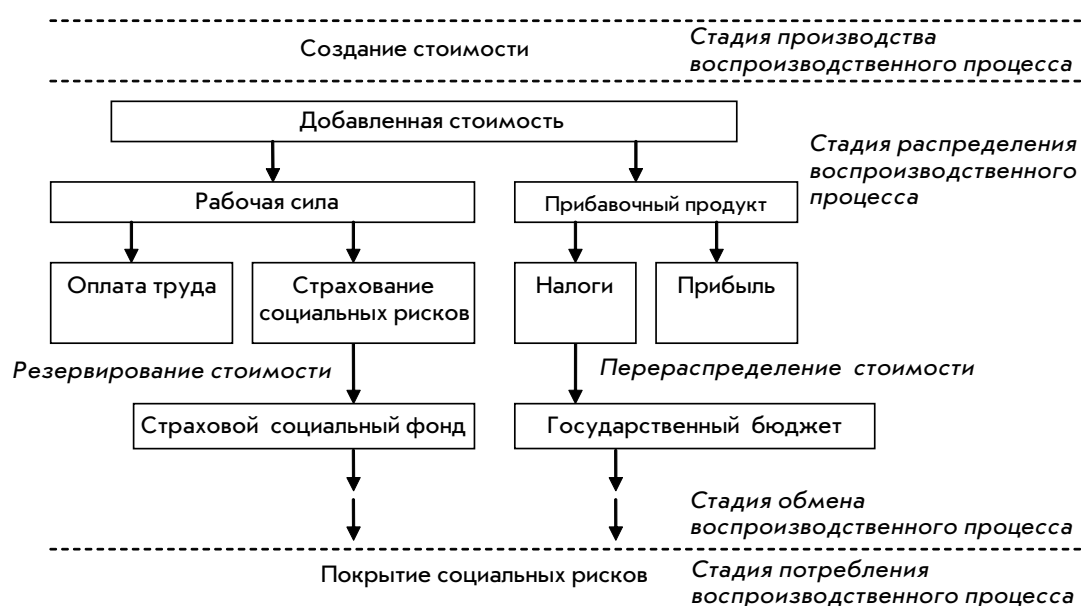 Создание стоимости
Стадия производства
воспроизводственного процесса
Добавленная стоимость
Стадия распределения
воспроизводственного
процесса
Рабочая сила
Прибавочный продукт
Оплата труда
Страхование
социальных рисков
Налоги
Прибыль
Резервирование стоимости
Перераспределение стоимости
Страховой социальный фонд
Государственный бюджет
Стадия обмена
воспроизводственного процесса
Покрытие социальных рисков
Стадия потребления
воспроизводственного процесса